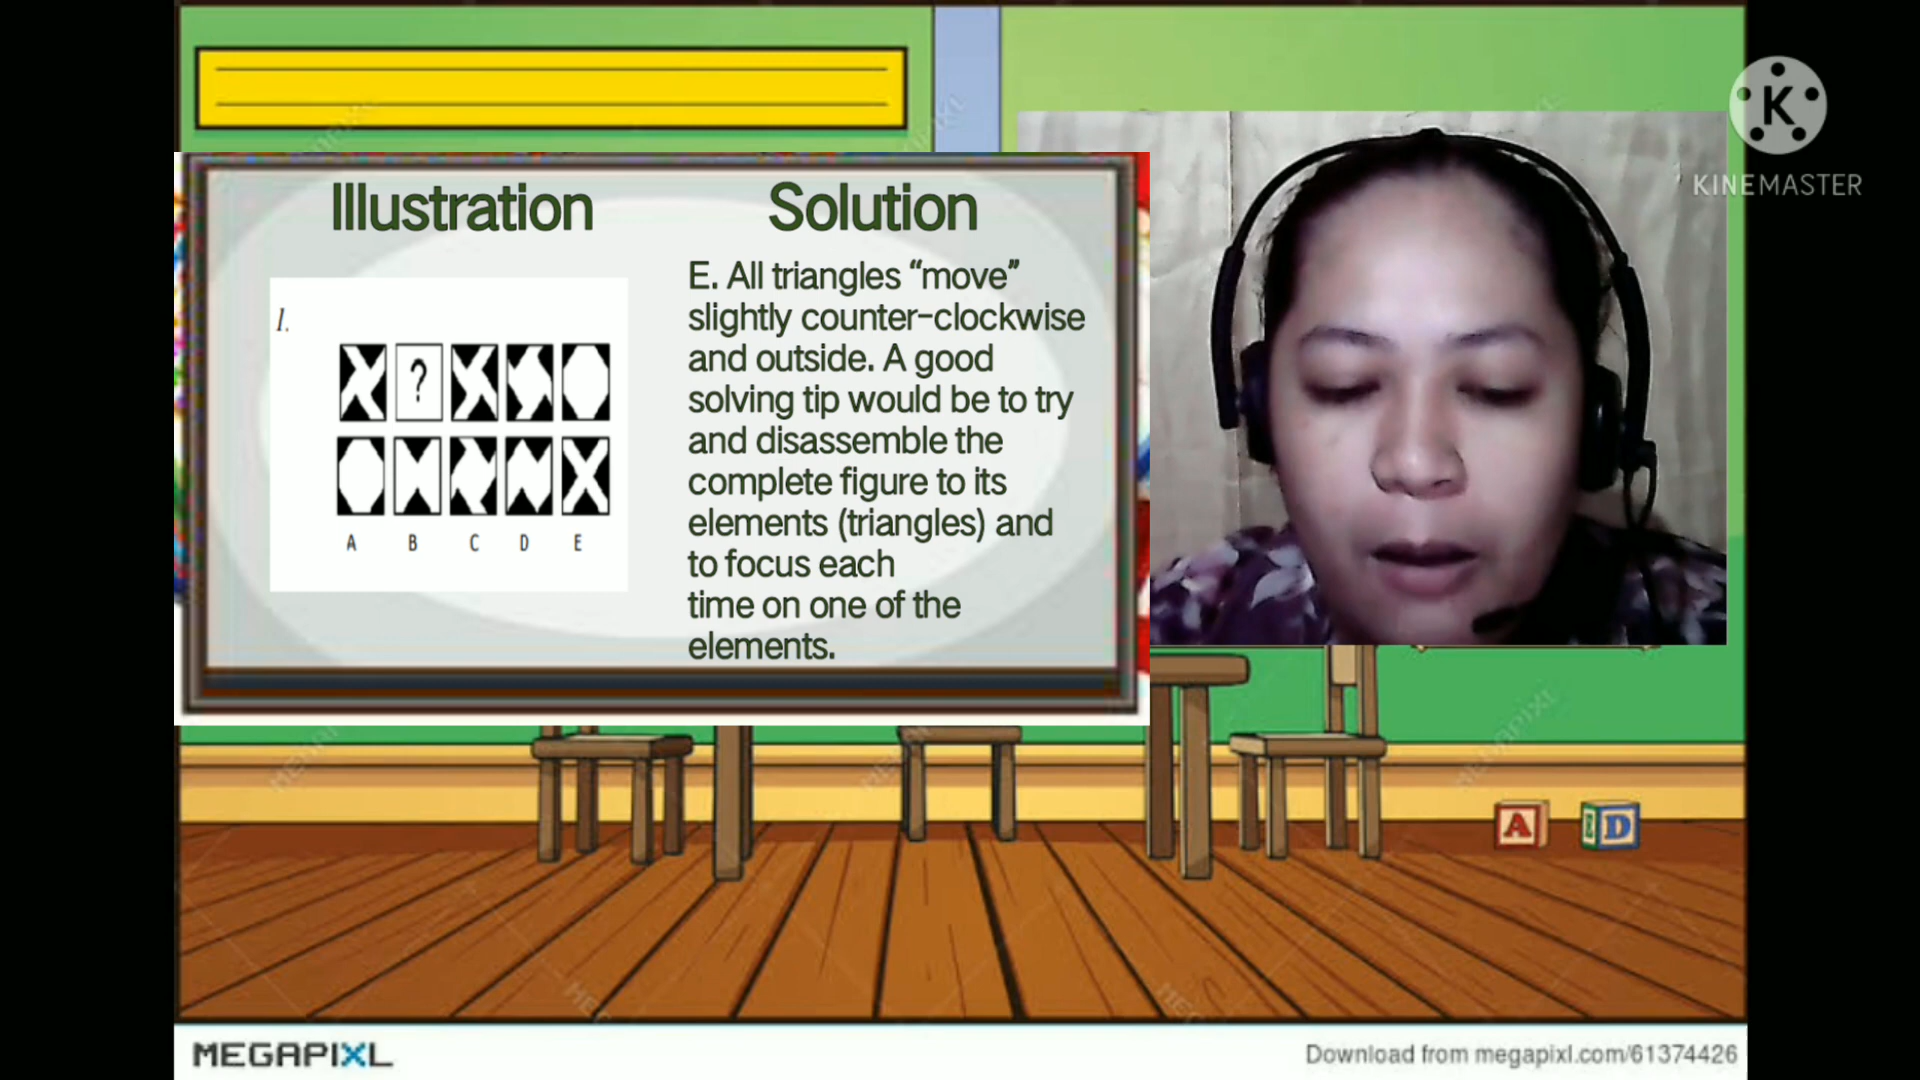 K
KINEMASTER
Illustration
Solution
1.
?
A B C D E
E. All triangles “move”
slightly counter-clockwise
and outside. A good
solving tip would be to try
and disassemble the
complete figure to its
elements (triangles) and
to focus each
time on one of the
elements.
A
D
MEGAPIXL
Download from megapixl.com/61374426